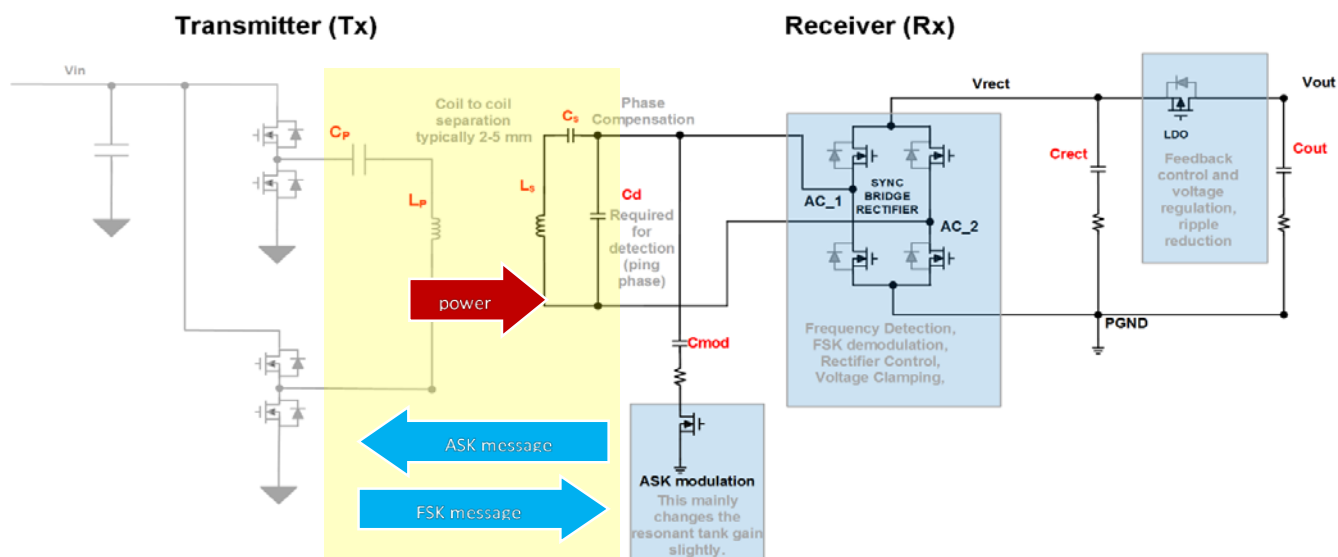 Transmitter (Tx)
Receiver (Rx)
Vin
Coil to coil
separation
typically 2-5 mm
CP
LP
CS
Phase
Compensation
LS
Cd
Required
for
detection
(ping
phase)
power
Cmod
ASK message
FSK message
ASK modulation
This mainly
changes the
resonant tank gain
slightly.
AC_1
SYNC
BRIDGE
RECTIFIER
AC_2
Frequency Detection,
FSK demodulation,
Rectifier Control,
Voltage Clamping,
Vrect
Crect
PGND
LDO
Feedback
control and
voltage
regulation,
ripple
reduction
Vout
Cout